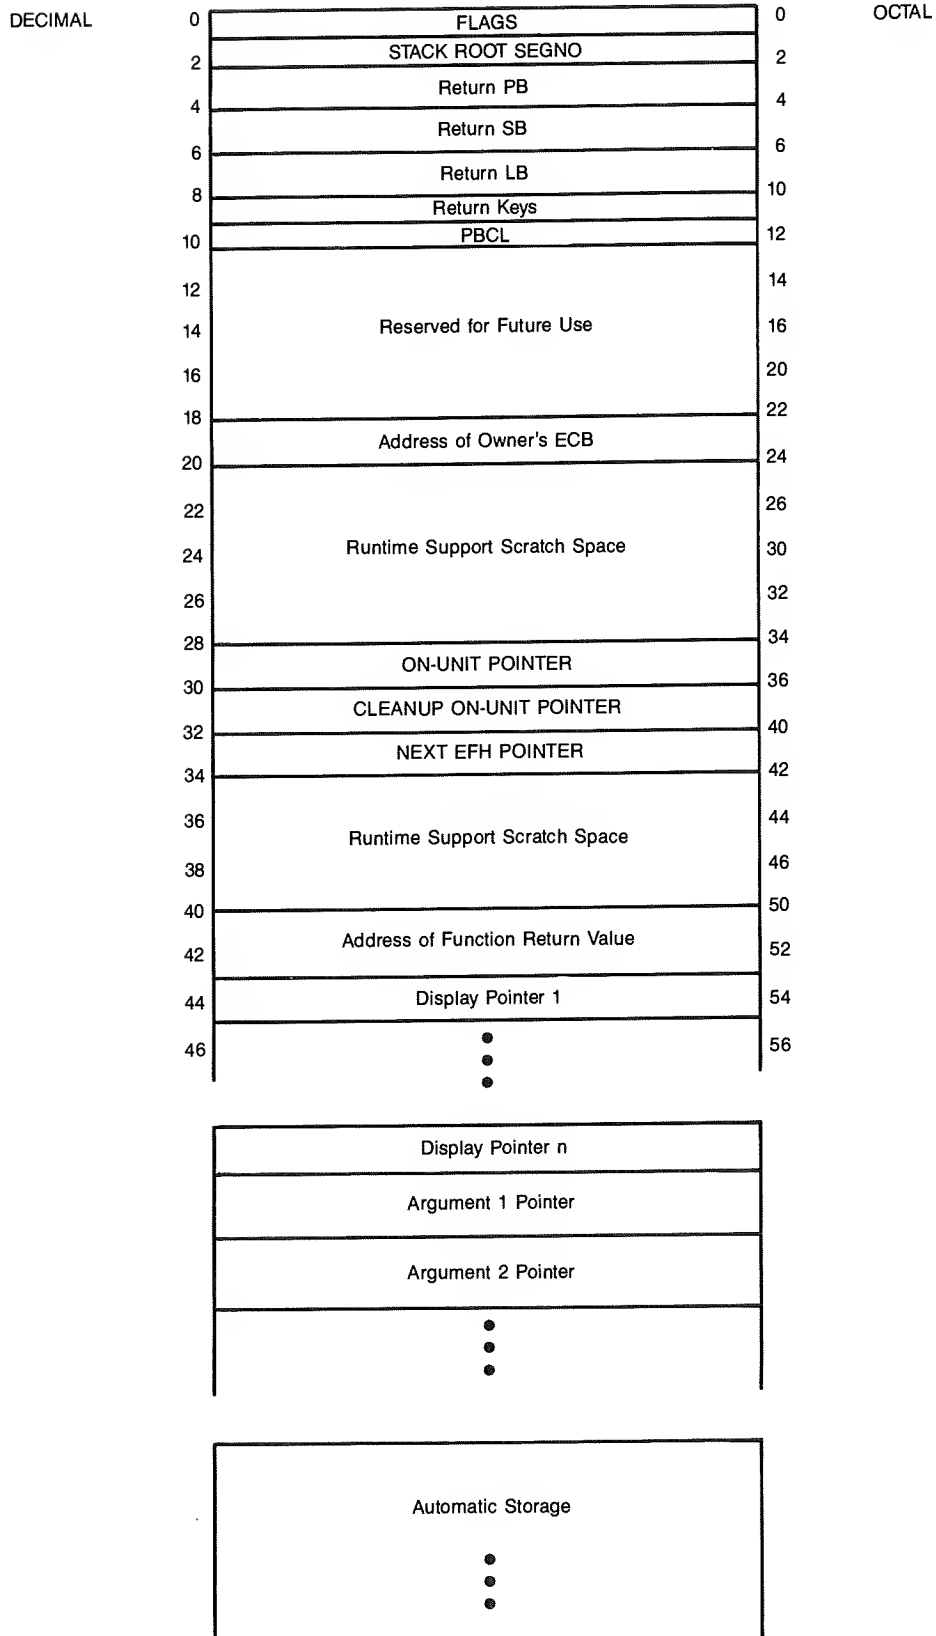 DECIMAL 0 FLAGS 0 OCTAL
STACK ROOT SEGNO
2 2
Return PB
4 4
Return SB
6 6
Return LB
8 10
Return Keys
PBCL
10 12
12 14
14 Reserved for Future Use 16
16 20
18 22
Address of Owner's ECB
20 24
22 26
Runtime Support Scratch Space
24 30
26 32
28 34
ON-UNIT POINTER
30 36
CLEANUP ON-UNIT POINTER
32 40
NEXT EFH POINTER
34 42
36 44
Runtime Support Scratch Space
38 46
40 50
Address of Function Return Value
42 52
44 Display Pointer 1 54
46 56
Display Pointer n
Argument 1 Pointer
Argument 2 Pointer
Automatic Storage